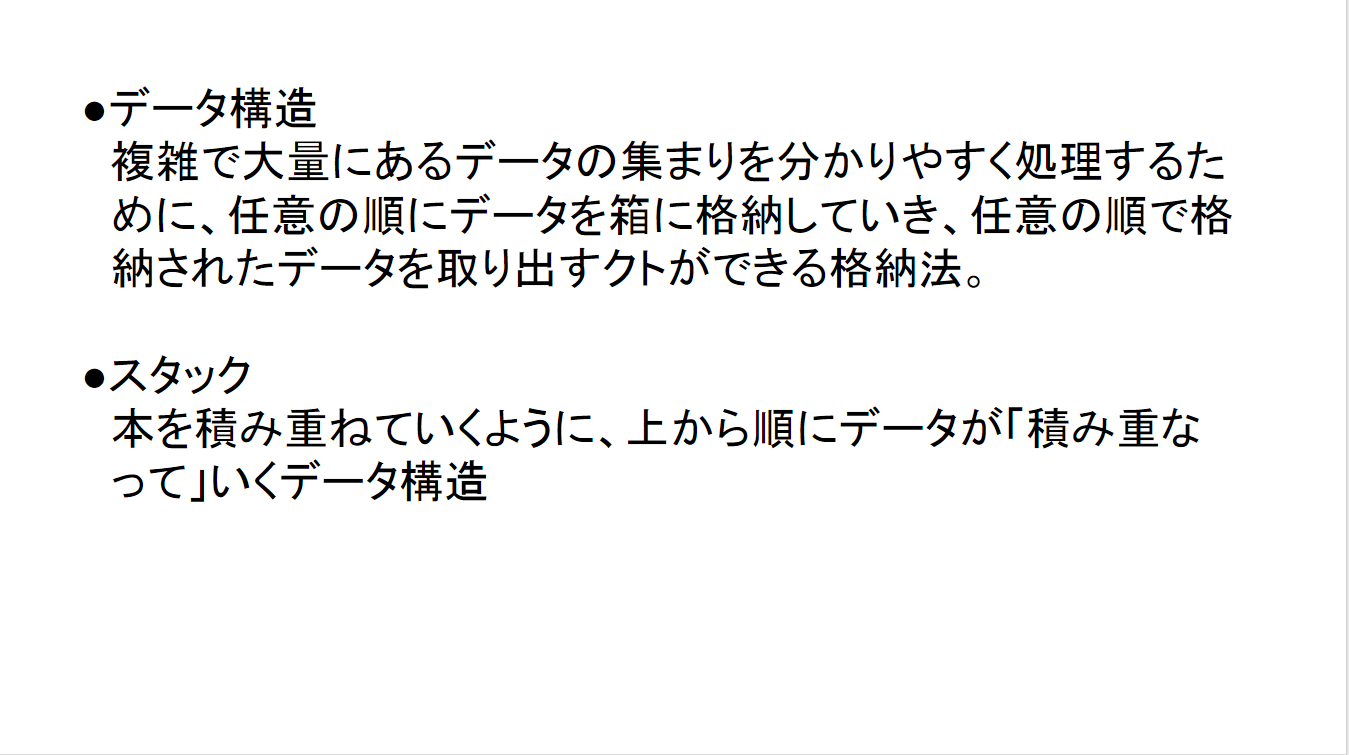 ●データ構造
複雑で大量にあるデータの集まりを分かりやすく処理するた
めに、任意の順にデータを箱に格納していき、任意の順で格
納されたデータを取り出すクトができる格納法。
●スタック
本を積み重ねていくように、上から順にデータが「積み重な
って」いくデータ構造